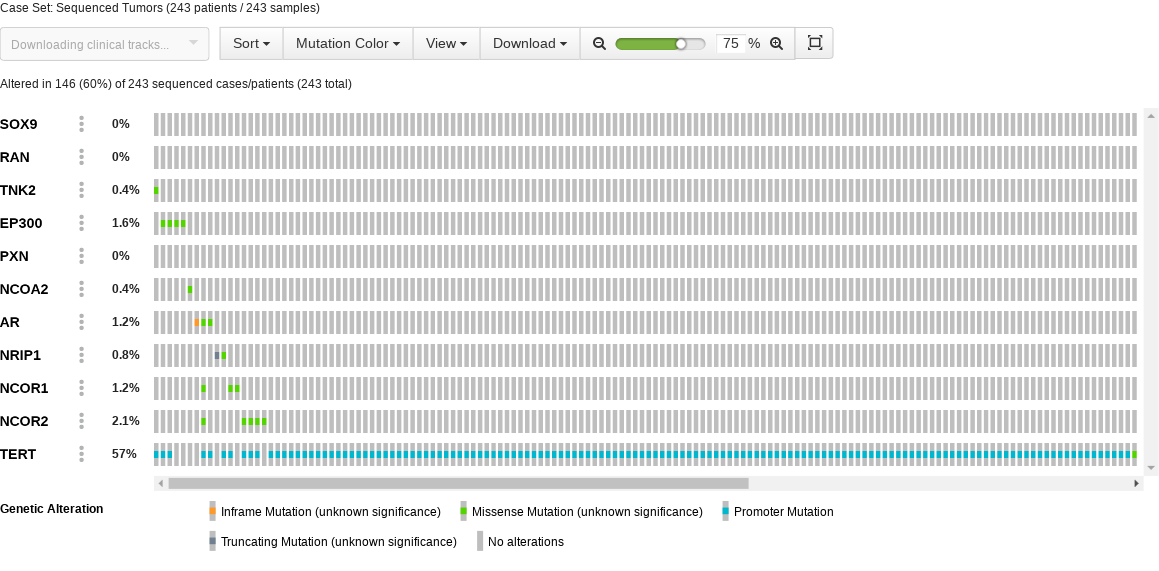 Case Set: Sequenced Tumors (243 patients / 243 samples)
Downloading clinical tracks...
Sort
Mutation Color
View
Download
75 %
Altered in 146 (60%) of 243 sequenced cases/patients (243 total)
SOX9 0%
RAN 0%
TNK2 0.4%
EP300 1.6%
PXN 0%
NCOA2 0.4%
AR 1.2%
NRIP1 0.8%
NCOR1 1.2%
NCOR2 2.1%
TERT 57%
Genetic Alteration
Inframe Mutation (unknown significance)
Missense Mutation (unknown significance)
Promoter Mutation
Truncating Mutation (unknown significance)
No alterations